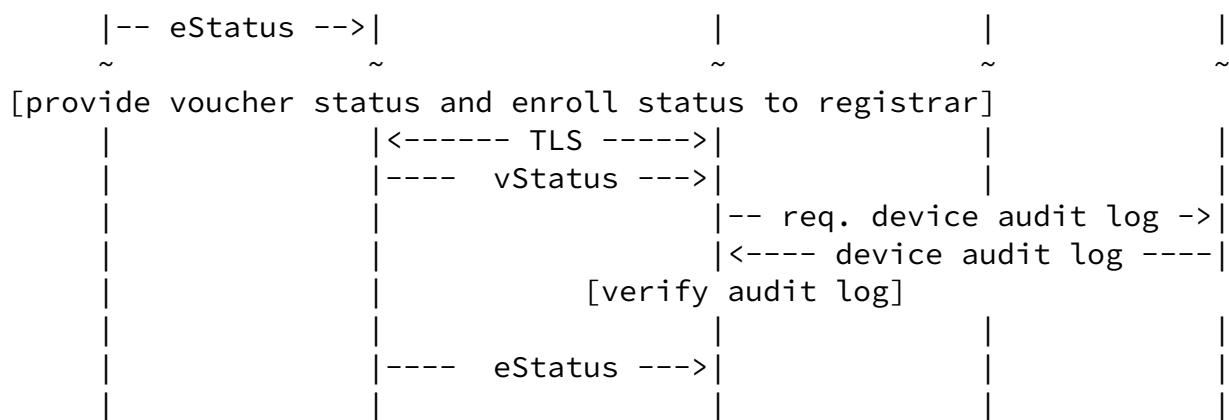 |-- eStatus -->| | | |
~ ~ ~ ~ ~
[provide voucher status and enroll status to registrar]
| |<------ TLS ----->| | |
| |---- vStatus --->| | |
| | |-- req. device audit log ->|
| | |<---- device audit log ----|
| | [verify audit log]
| | | | |
| |---- eStatus --->| | |
| | | | |